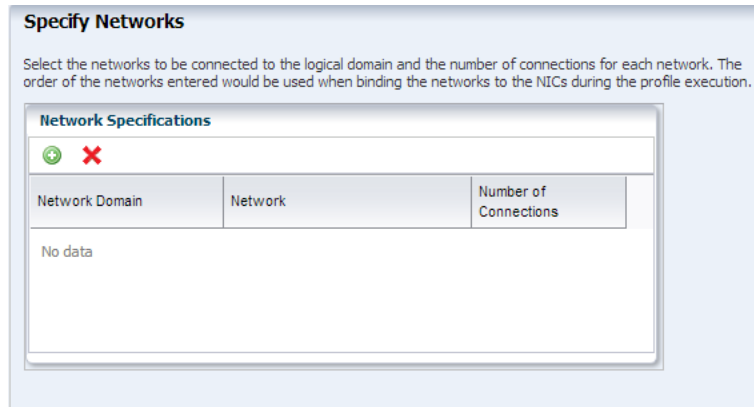 Specify Networks
Select the networks to be connected to the logical domain and the number of connections for each network. The
order of the networks entered would be used when binding the networks to the NICs during the profile execution.
Network Specifications
Network Domain
Network
Number of
Connections
No data